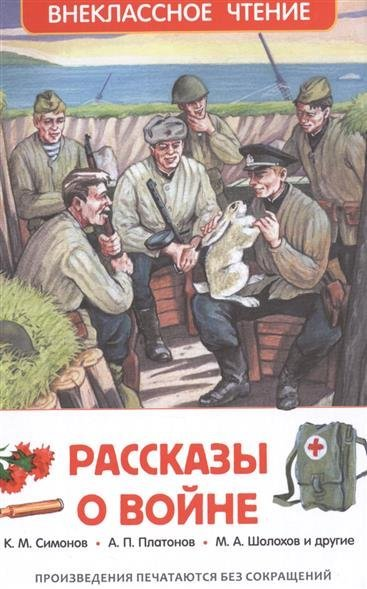 ВНЕКЛАССНОЕ ЧТЕНИЕ
РАССКАЗЫ
О ВОЙНЕ
К. М. Симонов • А. П. Платонов • М. А. Шолохов и другие
ПРОИЗВЕДЕНИЯ ПЕЧАТАЮТСЯ БЕЗ СОКРАЩЕНИЙ